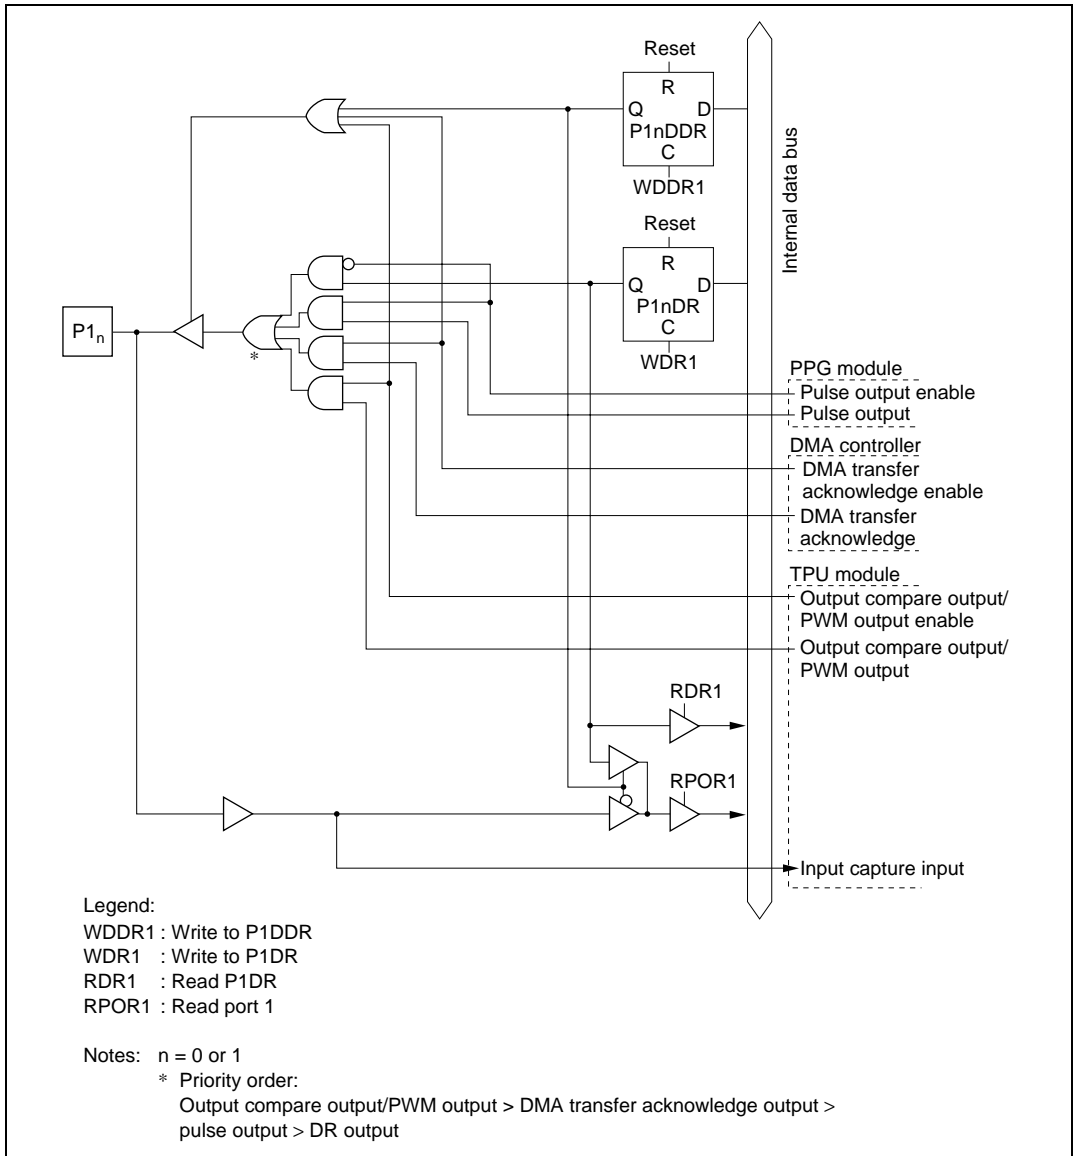 Reset
R
Q D
P1nDDR
C
WDDR1
Reset
R
Q D
P1nDR
C
WDR1
Internal data bus
P1n
*
PPG module
Pulse output enable
Pulse output
DMA controller
DMA transfer
acknowledge enable
DMA transfer
acknowledge
TPU module
Output compare output/
PWM output enable
Output compare output/
PWM output
RDR1
RPOR1
Input capture input
Legend:
WDDR1 : Write to P1DDR
WDR1 : Write to P1DR
RDR1 : Read P1DR
RPOR1 : Read port 1
Notes: n = 0 or 1
* Priority order:
Output compare output/PWM output > DMA transfer acknowledge output >
pulse output > DR output